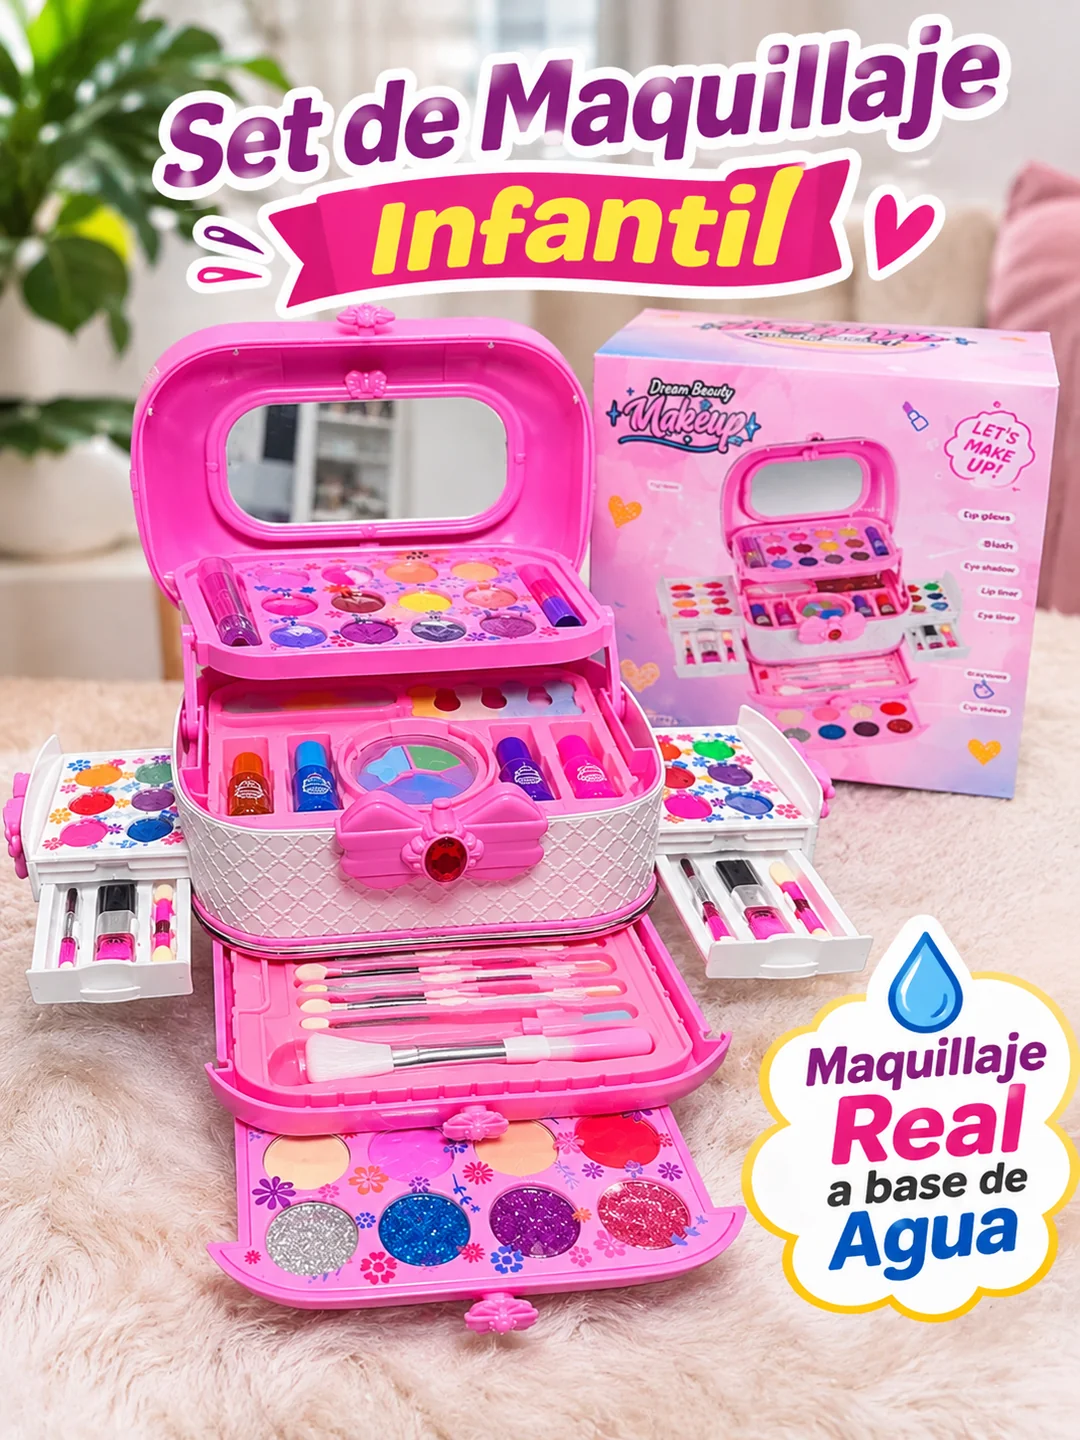 Set de Maquillaje
Infantil
Dream Beauty
Makeup
LET'S
MAKE
UP!
Lip gloss
Blush
Eye shadow
Lip liner
Eye liner
Maquillaje
Real
a base de
Agua